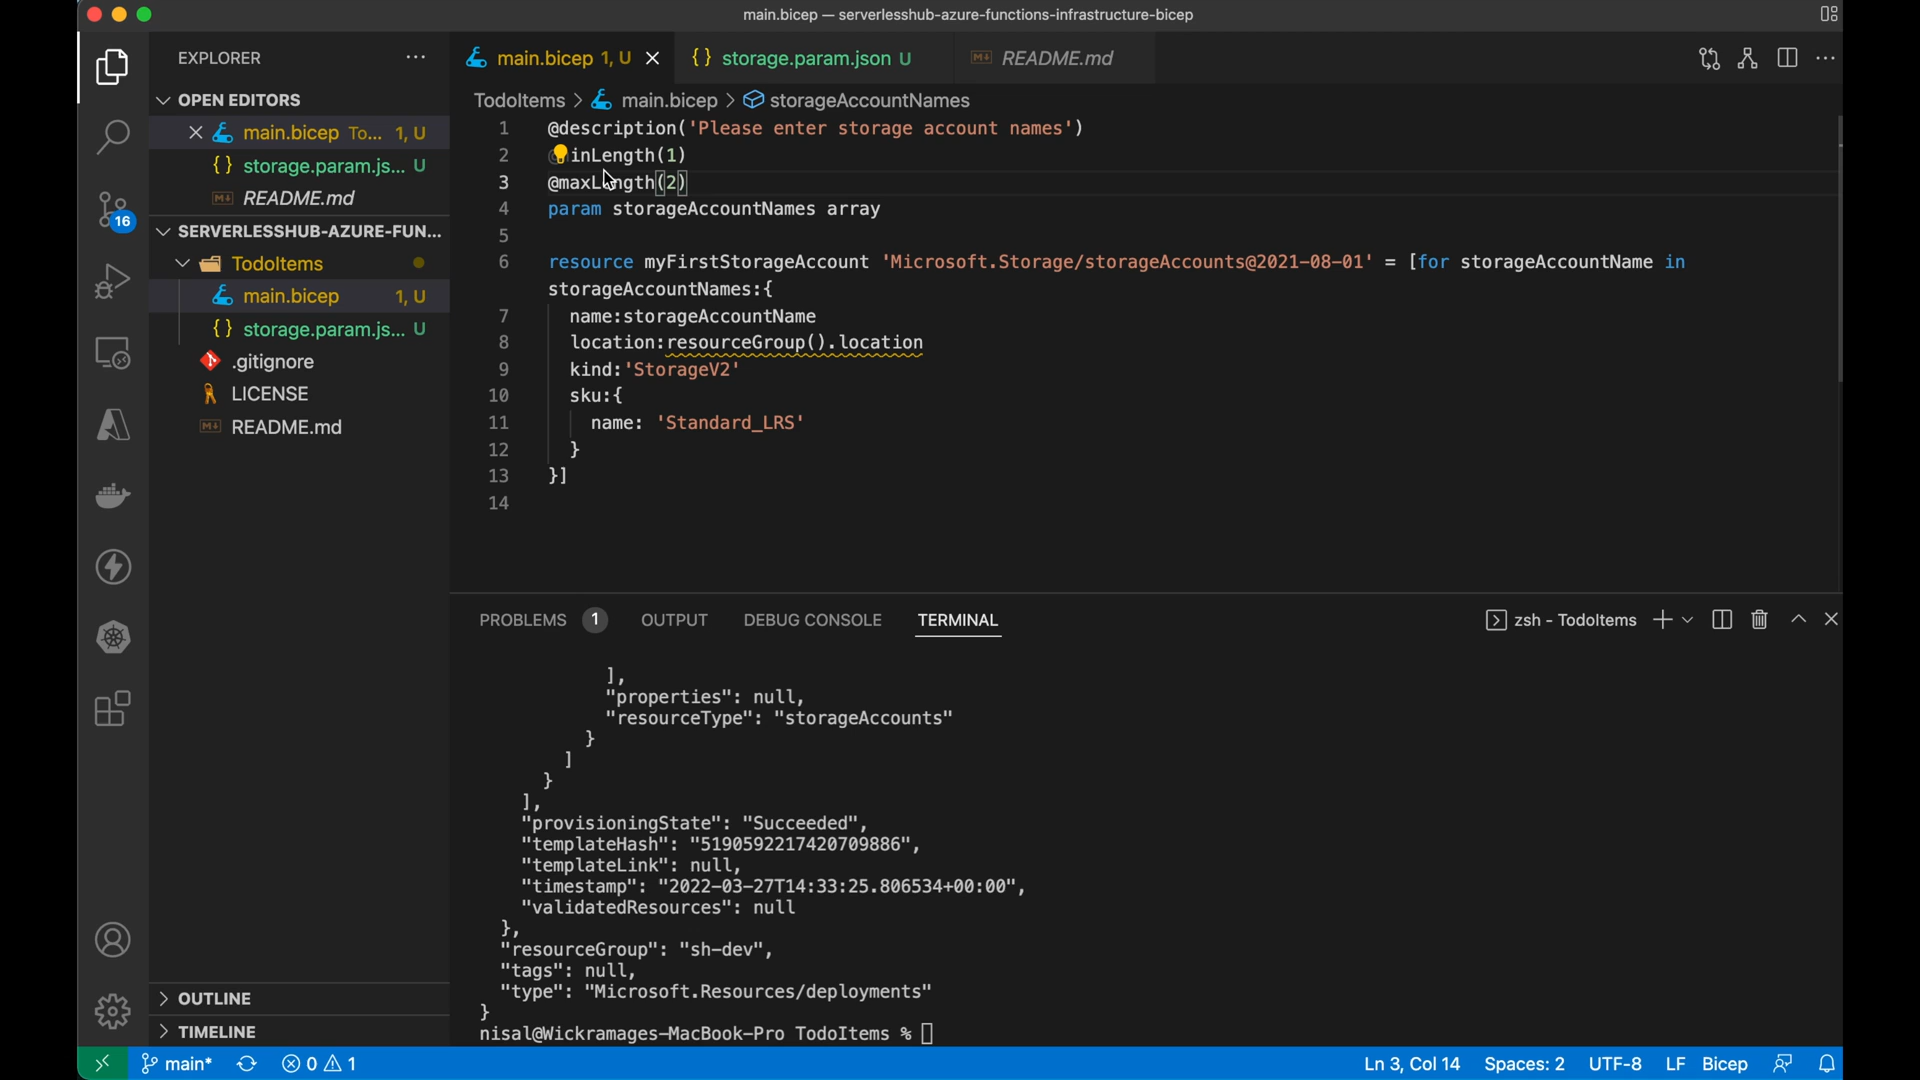 main.bicep — serverlesshub-azure-functions-infrastructure-bicep
EXPLORER
OPEN EDITORS
main.bicep To... 1, U
{} storage.param.js... U
README.md
SERVERLESSHUB-AZURE-FUN...
TodoItems
main.bicep 1, U
{} storage.param.js... U
.gitignore
LICENSE
README.md
OUTLINE
TIMELINE
16
main.bicep 1, U
{} storage.param.json U
README.md
TodoItems > main.bicep > storageAccountNames
1 @description('Please enter storage account names')
2 inLength(1)
3 @maxLength(2)
4 param storageAccountNames array
5
6 resource myFirstStorageAccount 'Microsoft.Storage/storageAccounts@2021-08-01' = [for storageAccountName in
storageAccountNames:{
7 name:storageAccountName
8 location:resourceGroup().location
9 kind:'StorageV2'
10 sku:{
11 name: 'Standard_LRS'
12 }
13 }]
14
PROBLEMS 1 OUTPUT DEBUG CONSOLE TERMINAL
zsh - TodoItems
],
"properties": null,
"resourceType": "storageAccounts"
}
]
}
],
"provisioningState": "Succeeded",
"templateHash": "5190592217420709886",
"templateLink": null,
"timestamp": "2022-03-27T14:33:25.806534+00:00",
"validatedResources": null
},
"resourceGroup": "sh-dev",
"tags": null,
"type": "Microsoft.Resources/deployments"
}
nisal@Wickramages-MacBook-Pro TodoItems %
main* 0 1
Ln 3, Col 14 Spaces: 2 UTF-8 LF Bicep